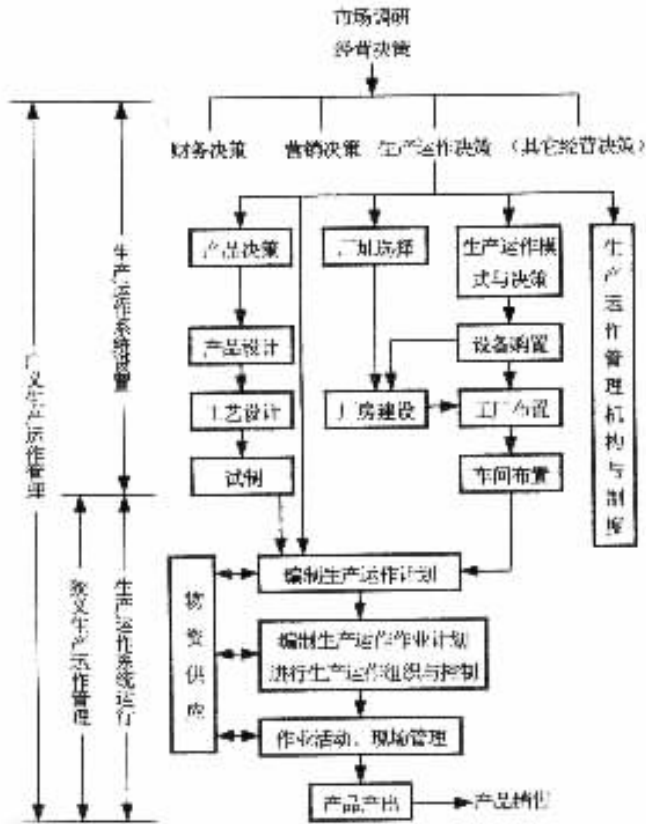 市场调研
经营决策
财务决策
营销决策
生产运作决策
（其它经营决策）
产品决策
厂址选择
生产运作模
式与决策
生产运作管理机构与制度
产品设计
设备购置
工艺设计
厂房建设
工厂布置
试制
车间布置
生产运作系统设置
广义生产运作管理
编制生产运作计划
物资供应
编制生产运作作业计划
进行生产运作组织与控制
狭义生产运作管理
生产运作系统运行
作业活动、现场管理
产品产出
产品销售